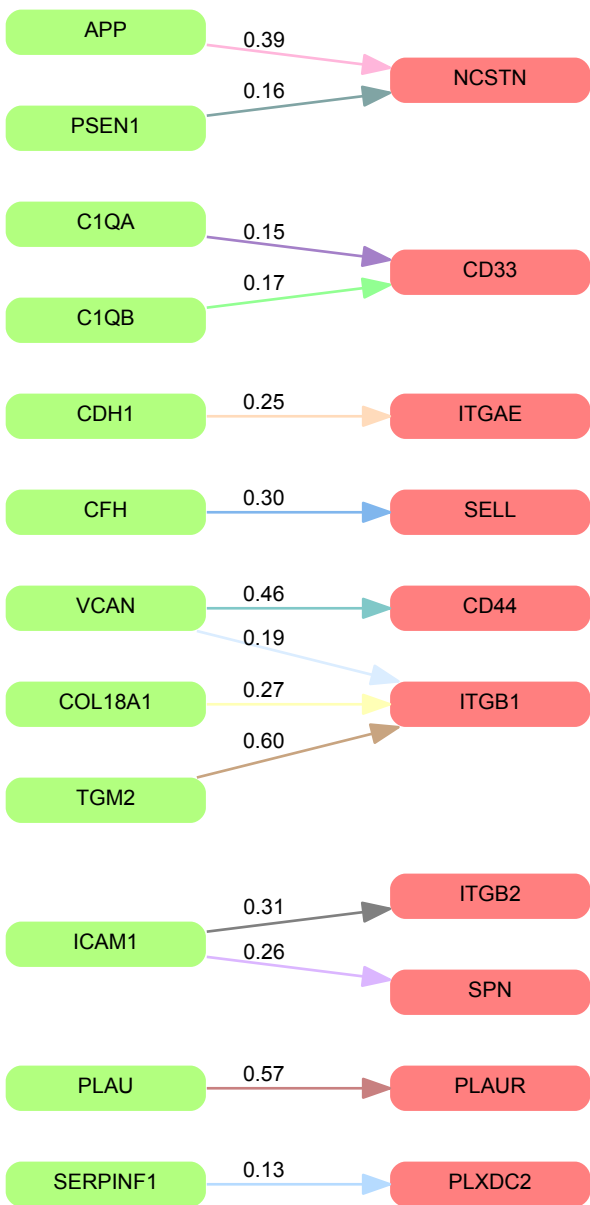 APP
0.39
NCSTN
0.16
PSEN1
C1QA
0.15
CD33
0.17
C1QB
CDH1
0.25
ITGAE
CFH
0.30
SELL
VCAN
0.46
CD44
0.19
COL18A1
0.27
ITGB1
0.60
TGM2
ITGB2
0.31
ICAM1
0.26
SPN
PLAU
0.57
PLAUR
SERPINF1
0.13
PLXDC2